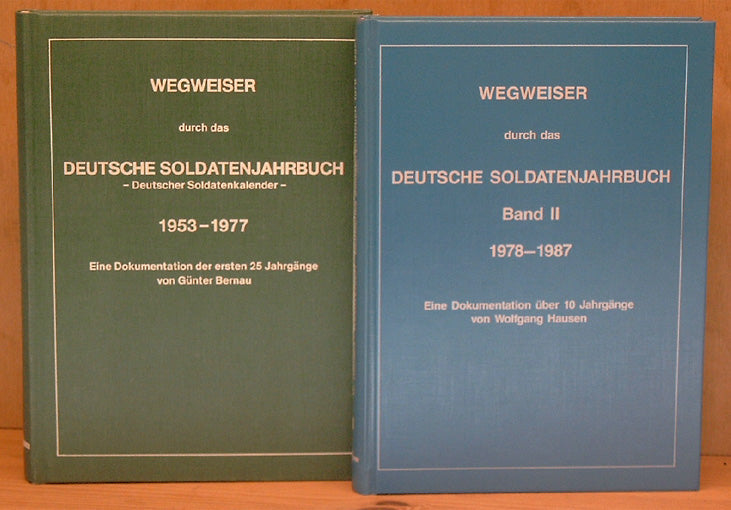 WEGWEISER
durch das
DEUTSCHE SOLDATENJAHRBUCH
– Deutscher Soldatenkalender –
1953–1977
Eine Dokumentation der ersten 25 Jahrgänge
von Günter Bernau
WEGWEISER
durch das
DEUTSCHE SOLDATENJAHRBUCH
Band II
1978–1987
Eine Dokumentation über 10 Jahrgänge
von Wolfgang Hausen